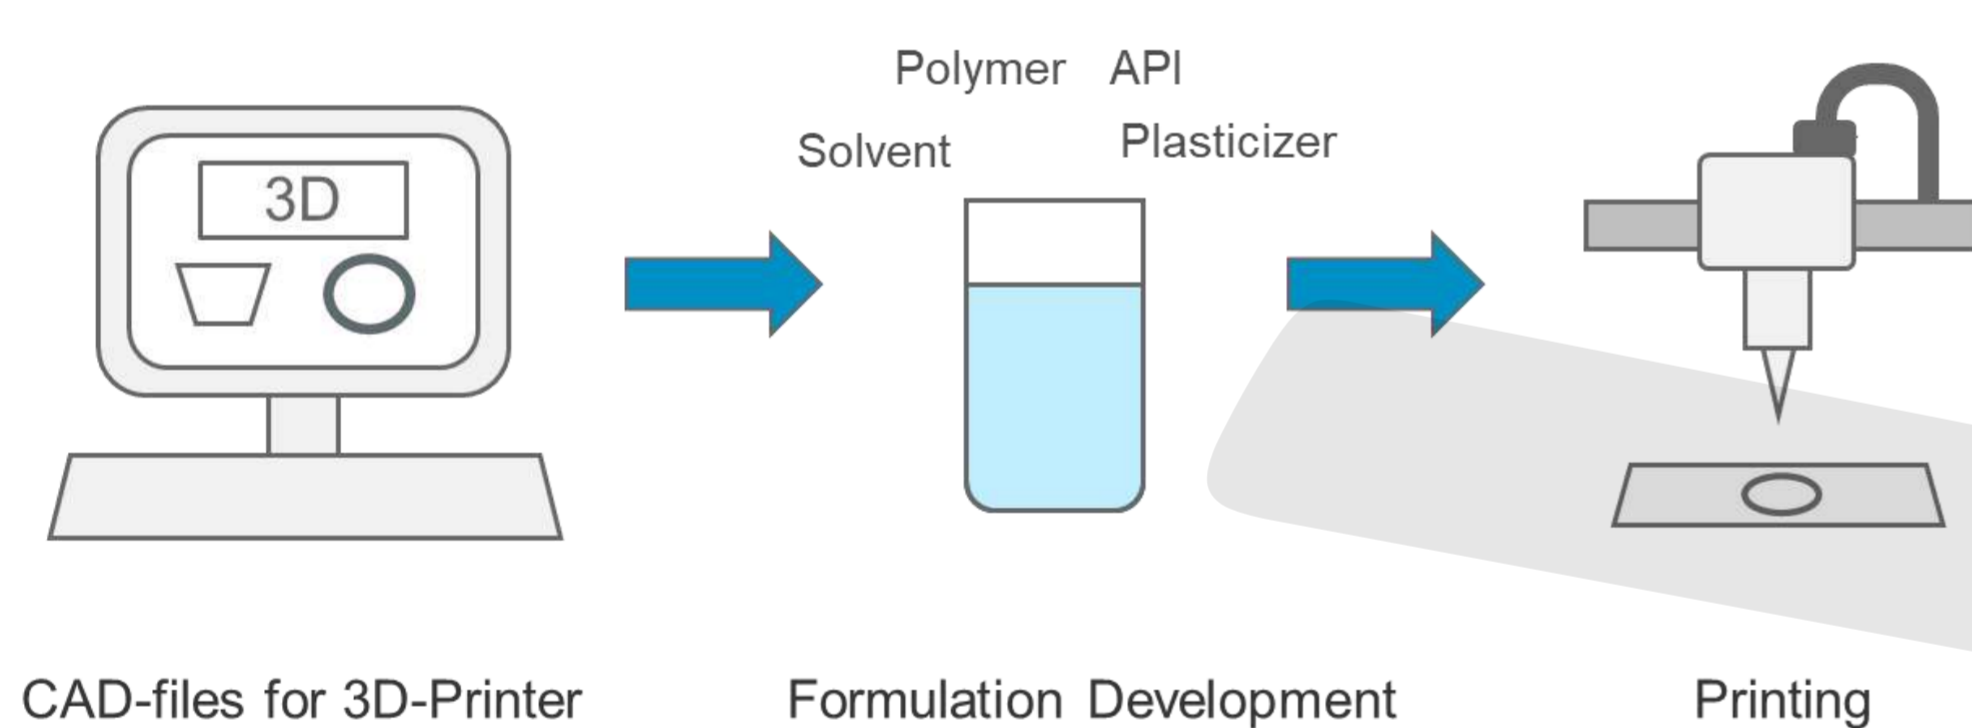 Polymer API
Solvent
Plasticizer
3D
CAD-files for 3D-Printer
Formulation Development
Printing